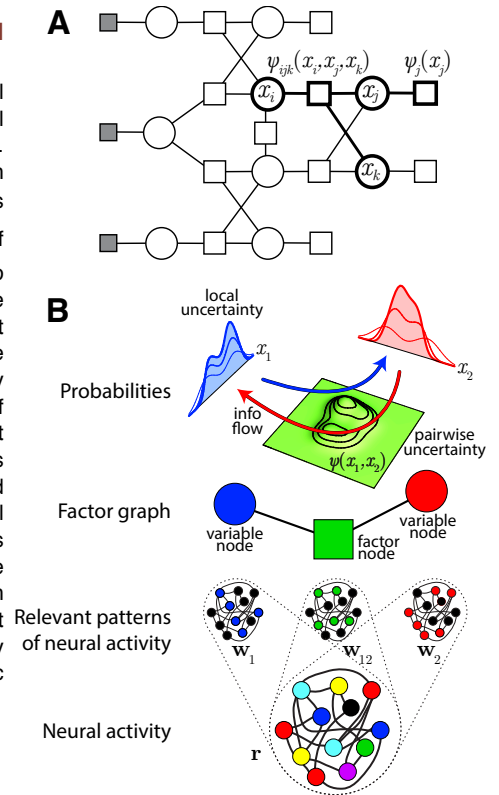 A
ψijk(xi,xj,xk)
ψj(xj)
xi
xj
xk
B
local
uncertainty
x1
x2
Probabilities
info
flow
ψ(x1,x2)
pairwise
uncertainty
Factor graph
variable
node
factor
node
variable
node
Relevant patterns
of neural activity
w1
w12
w2
Neural activity
r